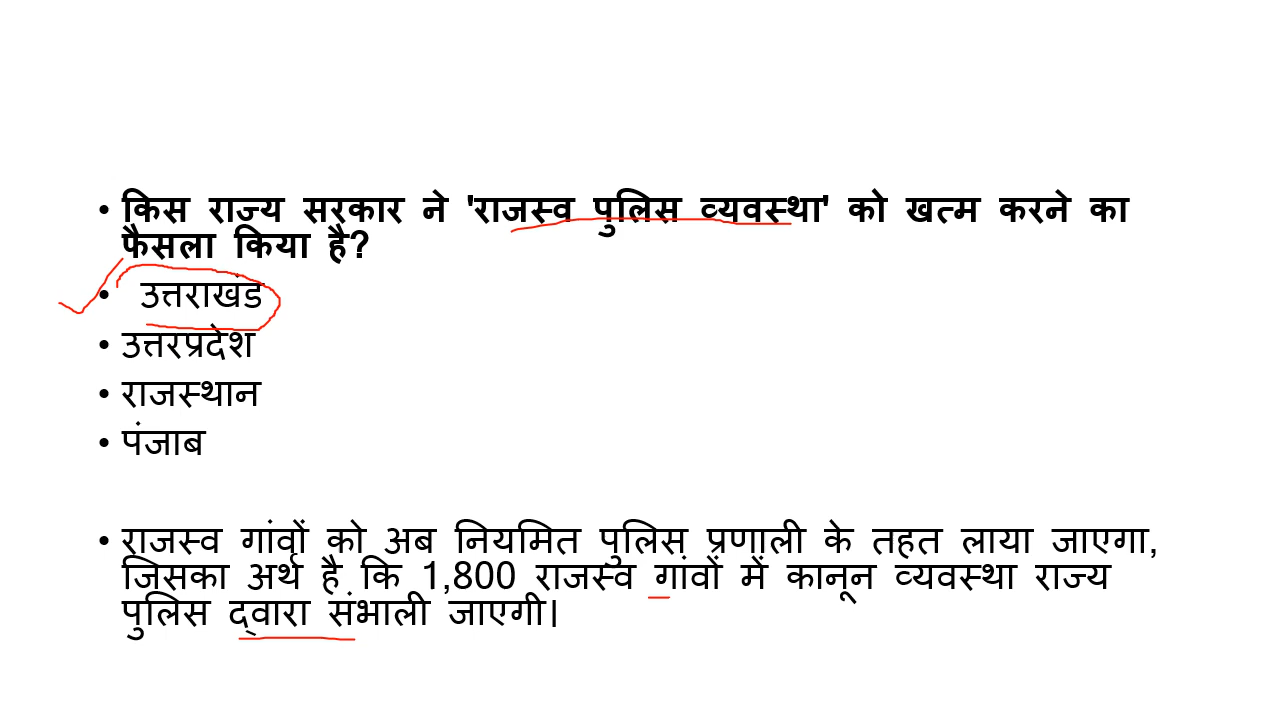 • किस राज्य सरकार ने 'राजस्व पुलिस व्यवस्था' को खत्म करने का
फैसला किया है?
• उत्तराखंड
• उत्तरप्रदेश
• राजस्थान
• पंजाब
• राजस्व गांवों को अब नियमित पुलिस प्रणाली के तहत लाया जाएगा,
जिसका अर्थ है कि 1,800 राजस्व गांवों में कानून व्यवस्था राज्य
पुलिस द्वारा संभाली जाएगी।